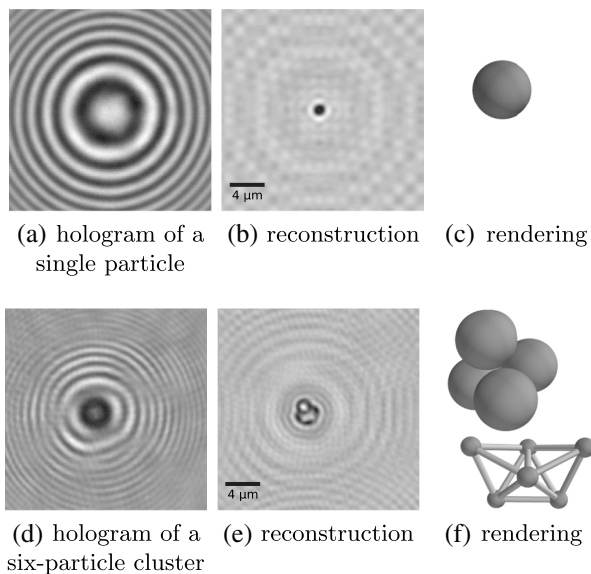 4 µm
(a) hologram of a
single particle
(b) reconstruction
(c) rendering
4 µm
(d) hologram of a
six-particle cluster
(e) reconstruction
(f) rendering